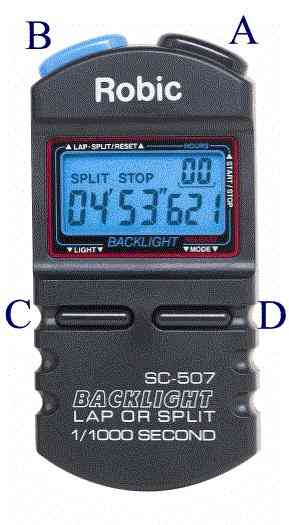 B
A
Robic
▲ LAP-SPLIT/RESET ▲ HOURS
◀ START/STOP
00
SPLIT STOP
04'53"621
BACKLIGHT
▼ LIGHT ▼
▼ MODE ▼
C
D
SC-507
BACKLIGHT
LAP OR SPLIT
1/1000 SECOND